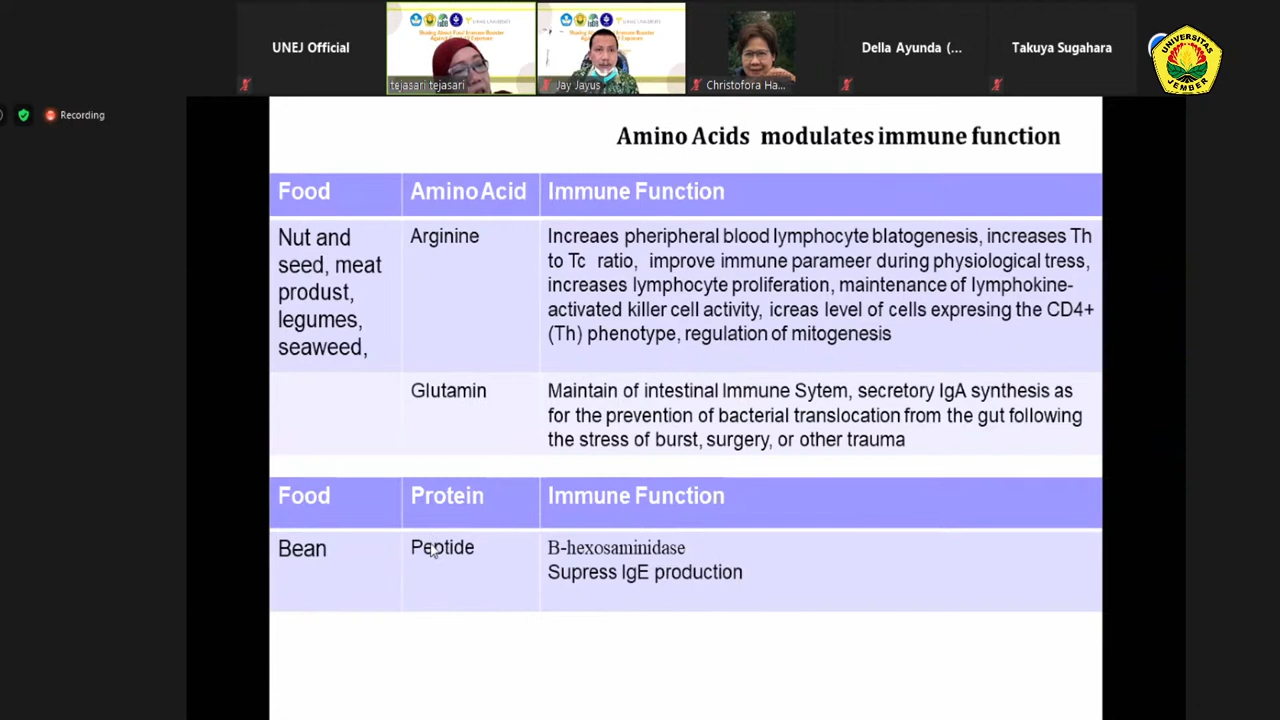 UNEJ Official
tejasari tejasari
Jay Jayus
Christofora Ha...
Della Ayunda (...
Takuya Sugahara
UNIVERSITAS
JEMBER
Recording
Amino Acids modulates immune function
Food
Amino Acid
Immune Function
Nut and
seed, meat
produst,
legumes,
seaweed,
Arginine
Increaes pheripheral blood lymphocyte blatogenesis, increases Th
to Tc ratio, improve immune parameer during physiological tress,
increases lymphocyte proliferation, maintenance of lymphokine-
activated killer cell activity, icreas level of cells expresing the CD4+
(Th) phenotype, regulation of mitogenesis
Glutamin
Maintain of intestinal Immune Sytem, secretory IgA synthesis as
for the prevention of bacterial translocation from the gut following
the stress of burst, surgery, or other trauma
Food
Protein
Immune Function
Bean
Peptide
B-hexosaminidase
Supress IgE production